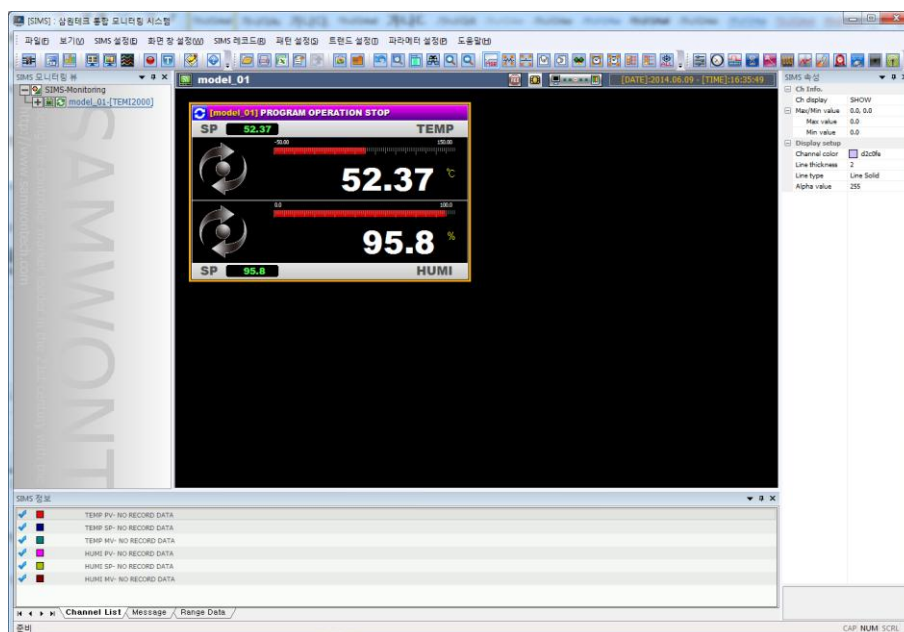 [SIMS] : 삼원테크 통합 모니터링 시스템
파일(F) 보기(V) SIMS 설정(E) 화면 창 설정(W) SIMS 레코드(R) 패턴 설정(S) 트렌드 설정(T) 파라메터 설정(P) 도움말(H)
SIMS 모니터링 뷰
SIMS-Monitoring
model_01-[TEMI2000]
SAMWONT
model_01
[DATE]:2014.06.09 - [TIME]:16:35:49
[model_01] PROGRAM OPERATION STOP
SP 52.37 TEMP
-50.00 150.00
52.37 ℃
0.0 100.0
95.8 %
SP 95.8 HUMI
SIMS 속성
Ch Info.
Ch display SHOW
Max/Min value 0.0, 0.0
Max value 0.0
Min value 0.0
Display setup
Channel color d2c0fe
Line thickness 2
Line type Line Solid
Alpha value 255
SIMS 정보
TEMP PV- NO RECORD DATA
TEMP SP- NO RECORD DATA
TEMP MV- NO RECORD DATA
HUMI PV- NO RECORD DATA
HUMI SP- NO RECORD DATA
HUMI MV- NO RECORD DATA
Channel List Message Range Data
준비
CAP NUM SCRL